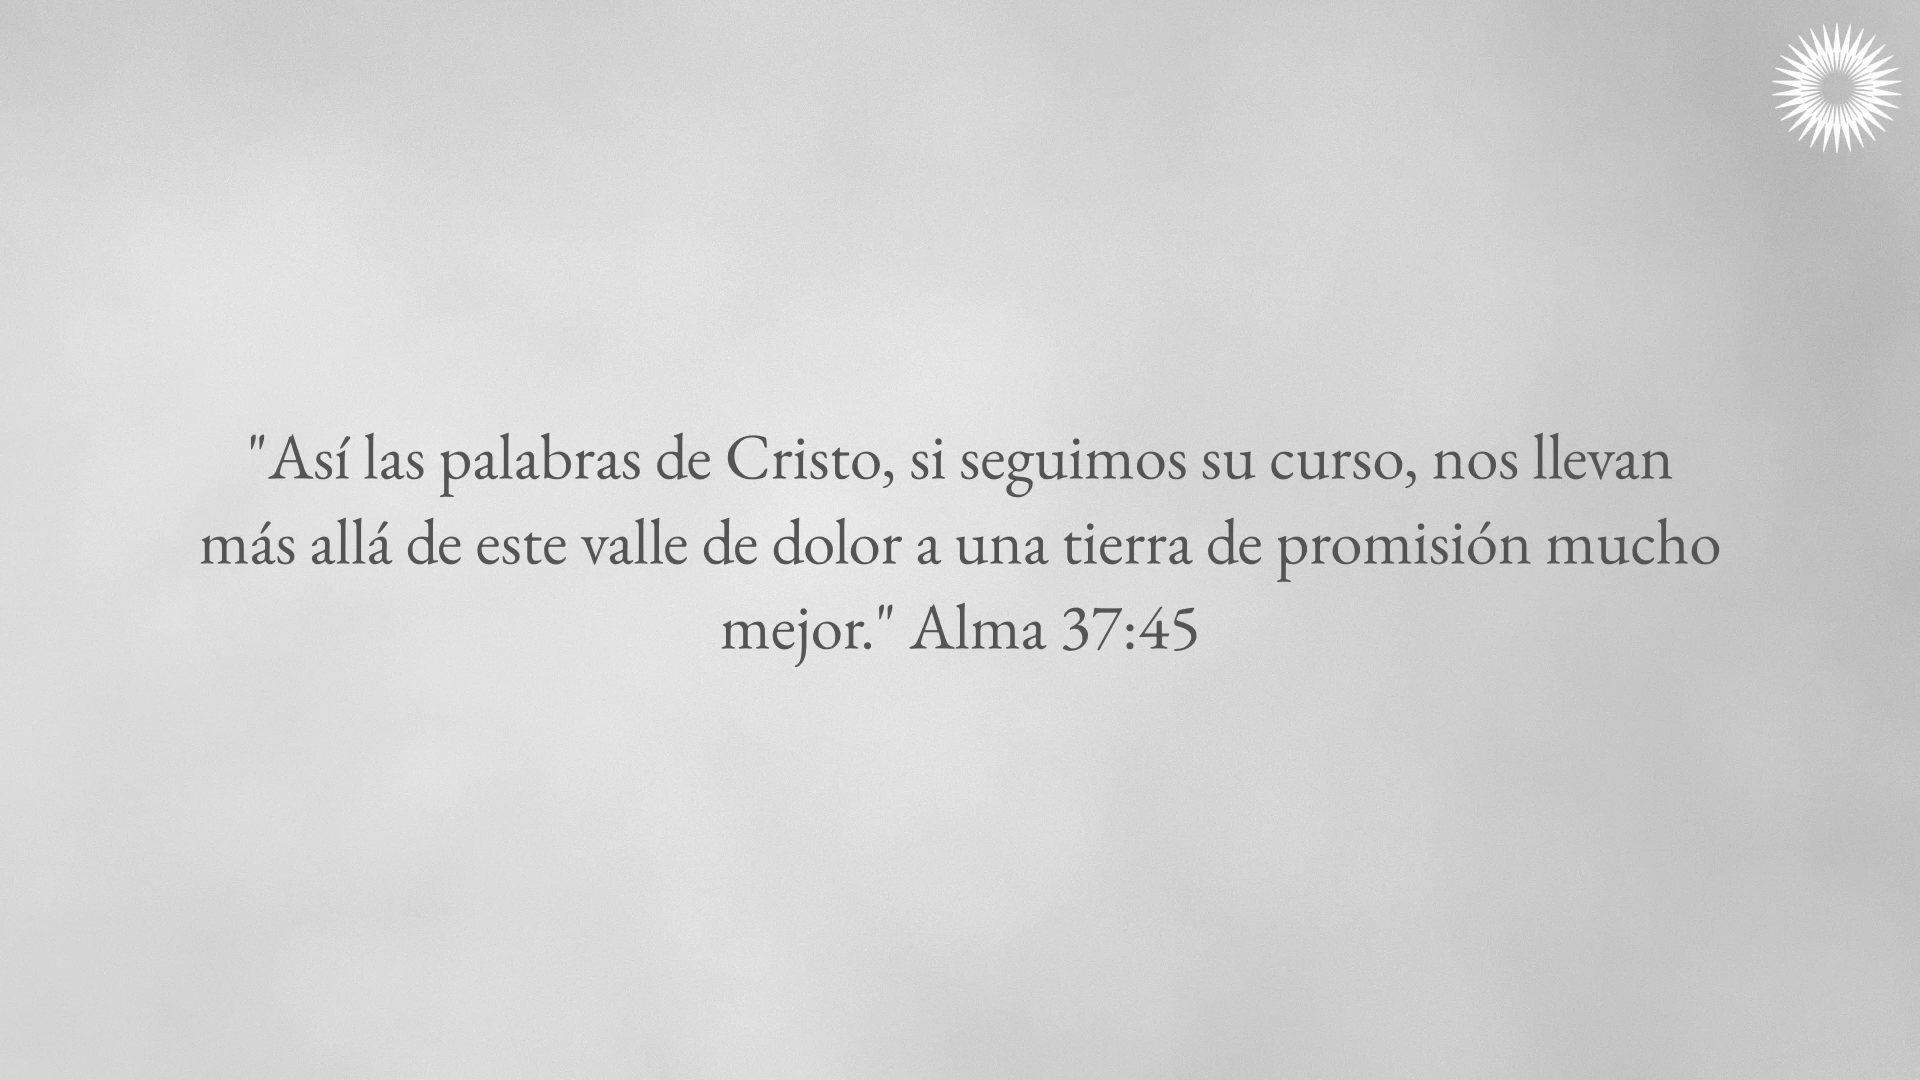 "Así las palabras de Cristo, si seguimos su curso, nos llevan
más allá de este valle de dolor a una tierra de promisión mucho
mejor." Alma 37:45